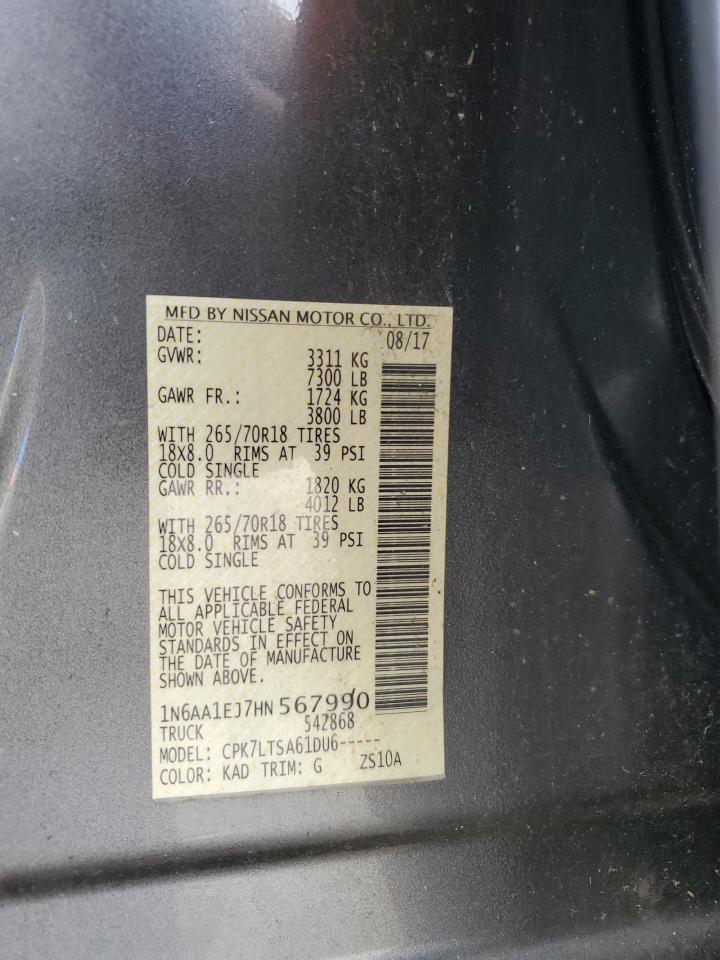 MFD BY NISSAN MOTOR CO., LTD.
DATE: 08/17
GVWR: 3311 KG
7300 LB
GAWR FR.: 1724 KG
3800 LB
WITH 265/70R18 TIRES
18X8.0 RIMS AT 39 PSI
COLD SINGLE
GAWR RR.: 1820 KG
4012 LB
WITH 265/70R18 TIRES
18X8.0 RIMS AT 39 PSI
COLD SINGLE
THIS VEHICLE CONFORMS TO
ALL APPLICABLE FEDERAL
MOTOR VEHICLE SAFETY
STANDARDS IN EFFECT ON
THE DATE OF MANUFACTURE
SHOWN ABOVE.
1N6AA1EJ7HN567990
TRUCK 542868
MODEL: CPK7LTSA61DU6-----
COLOR: KAD TRIM: G ZS10A